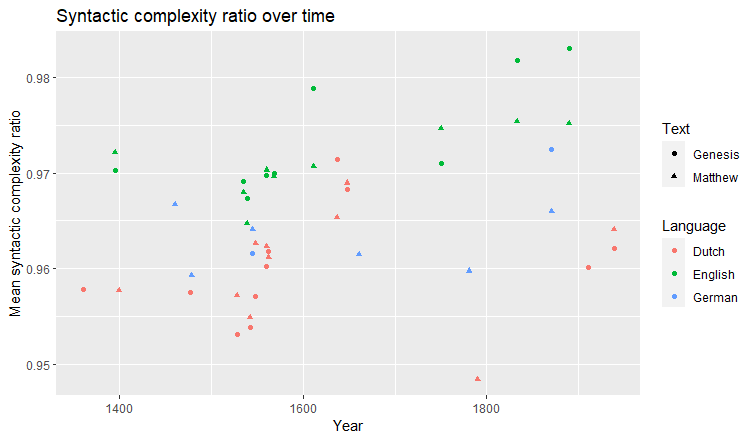 Syntactic complexity ratio over time
Mean syntactic complexity ratio
0.98
0.97
0.96
0.95
1400
1600
1800
Year
Text
Genesis
Matthew
Language
Dutch
English
German